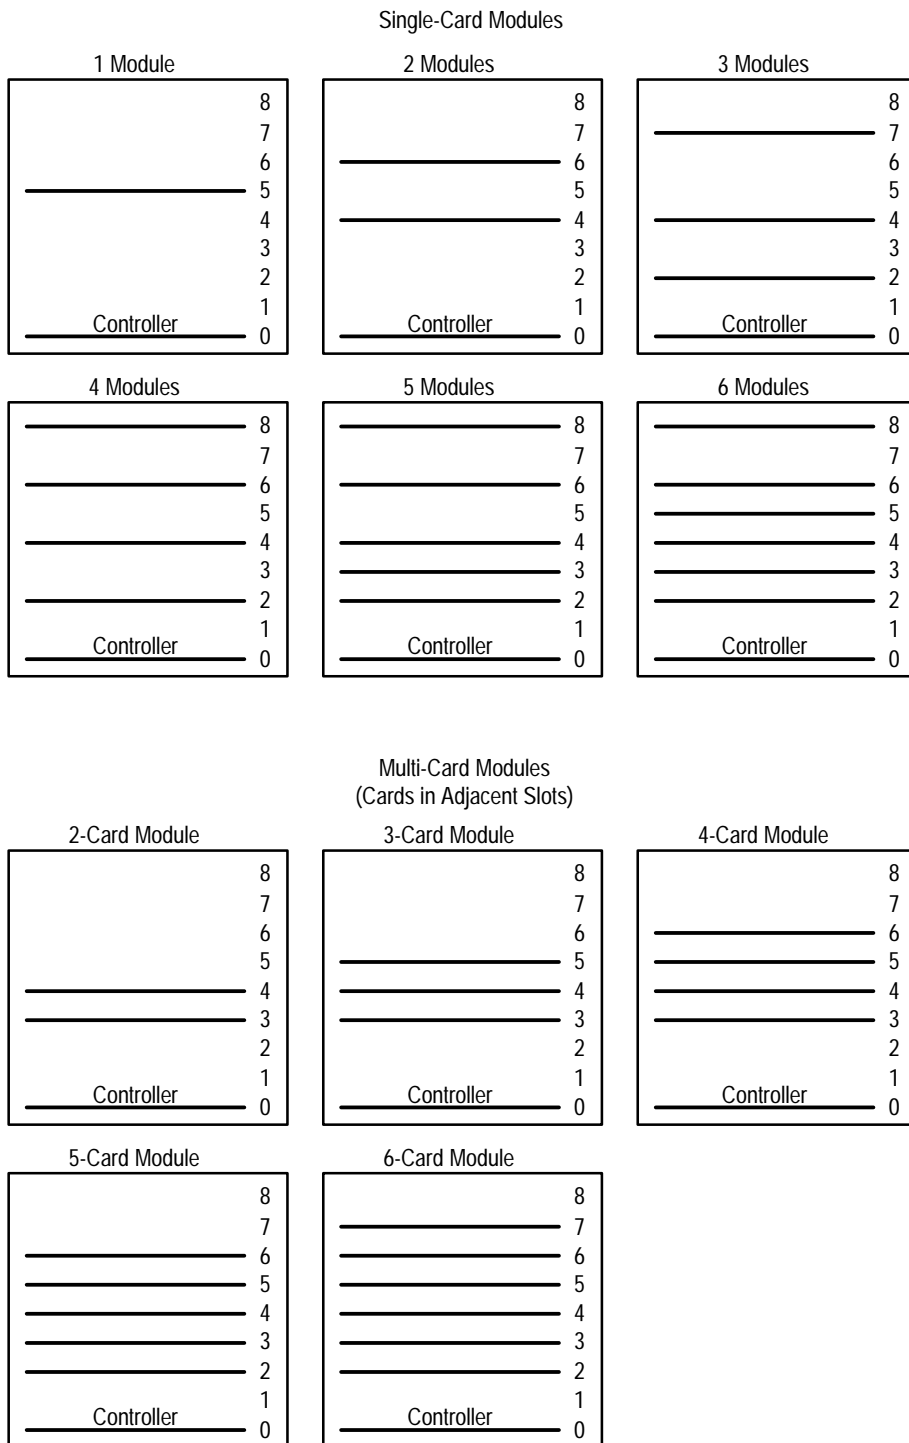 Single-Card Modules
1 Module 2 Modules 3 Modules
8 8 8
7 7 7
6 6 6
5 5 5
4 4 4
3 3 3
2 2 2
1 1 1
Controller 0 Controller 0 Controller 0
4 Modules 5 Modules 6 Modules
8 8 8
7 7 7
6 6 6
5 5 5
4 4 4
3 3 3
2 2 2
1 1 1
Controller 0 Controller 0 Controller 0
Multi-Card Modules
(Cards in Adjacent Slots)
2-Card Module 3-Card Module 4-Card Module
8 8 8
7 7 7
6 6 6
5 5 5
4 4 4
3 3 3
2 2 2
1 1 1
Controller 0 Controller 0 Controller 0
5-Card Module 6-Card Module
8 8
7 7
6 6
5 5
4 4
3 3
2 2
1 1
Controller 0 Controller 0